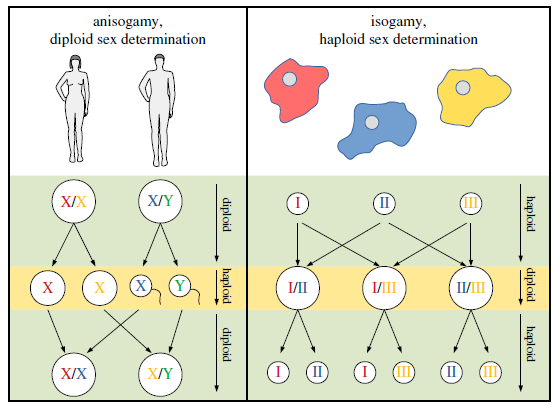 anisogamy,
diploid sex determination
X/X
X/Y
diploid
X
X
X
Y
haploid
X/X
X/Y
diploid
isogamy,
haploid sex determination
I
II
III
haploid
I/II
I/III
II/III
diploid
I
II
I
III
II
III
haploid